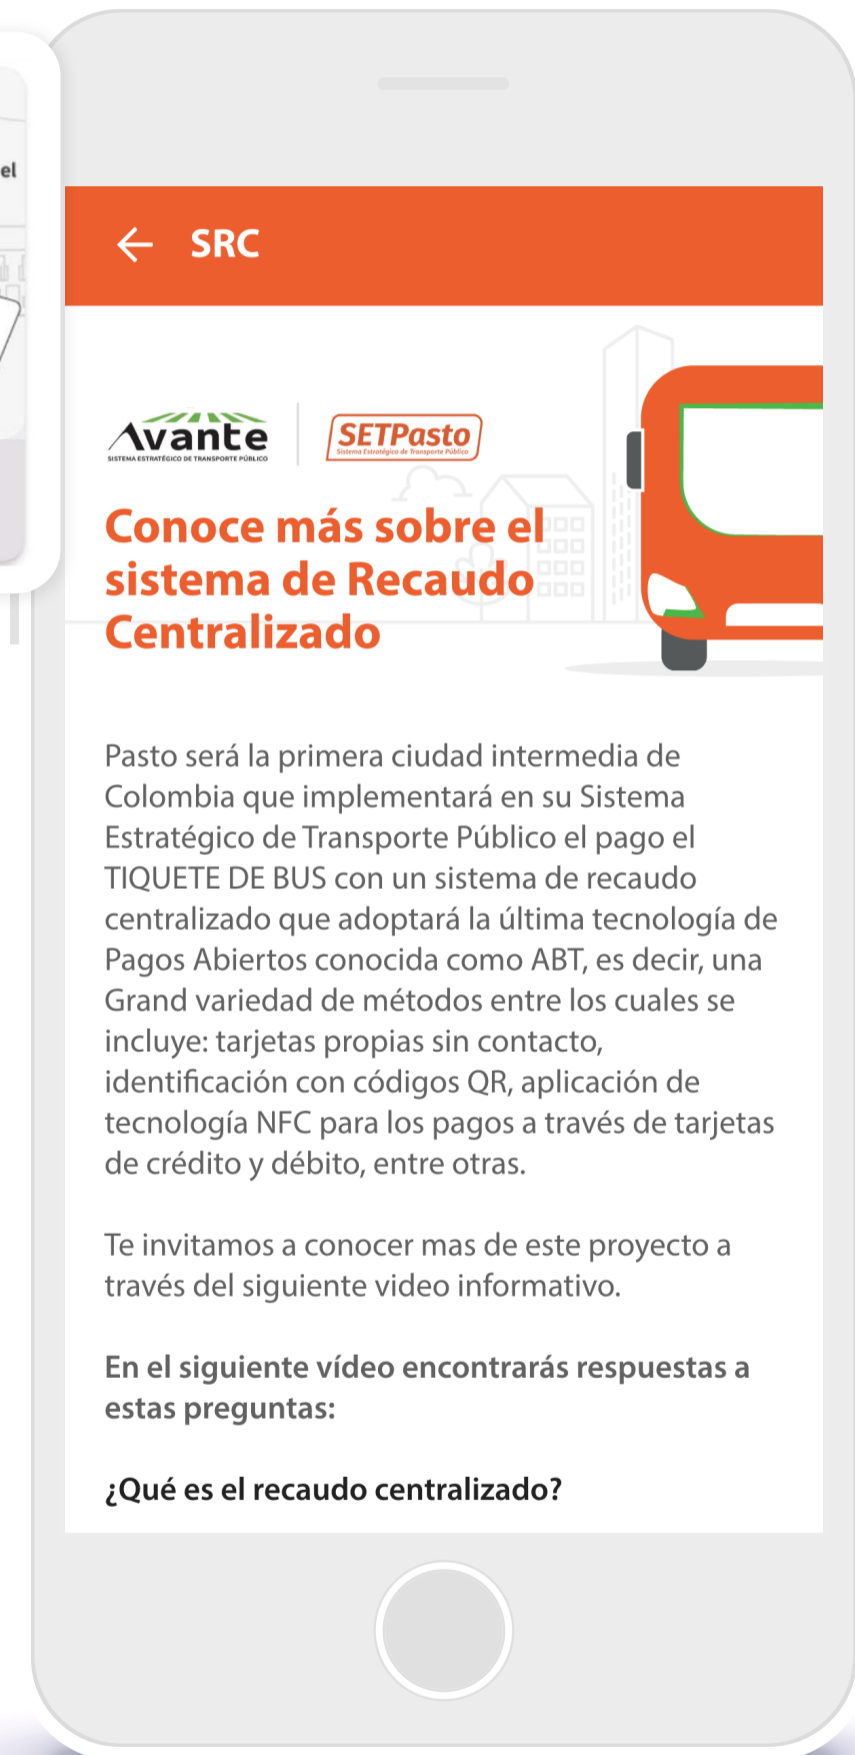 el
SRC
Avante
SISTEMA ESTRATÉGICO DE TRANSPORTE PÚBLICO
SETPasto
Sistema Estratégico de Transporte Público
Conoce más sobre el
sistema de Recaudo
Centralizado
Pasto será la primera ciudad intermedia de
Colombia que implementará en su Sistema
Estratégico de Transporte Público el pago el
TIQUETE DE BUS con un sistema de recaudo
centralizado que adoptará la última tecnología de
Pagos Abiertos conocida como ABT, es decir, una
Grand variedad de métodos entre los cuales se
incluye: tarjetas propias sin contacto,
identificación con códigos QR, aplicación de
tecnología NFC para los pagos a través de tarjetas
de crédito y débito, entre otras.
Te invitamos a conocer mas de este proyecto a
través del siguiente video informativo.
En el siguiente vídeo encontrarás respuestas a
estas preguntas:
¿Qué es el recaudo centralizado?